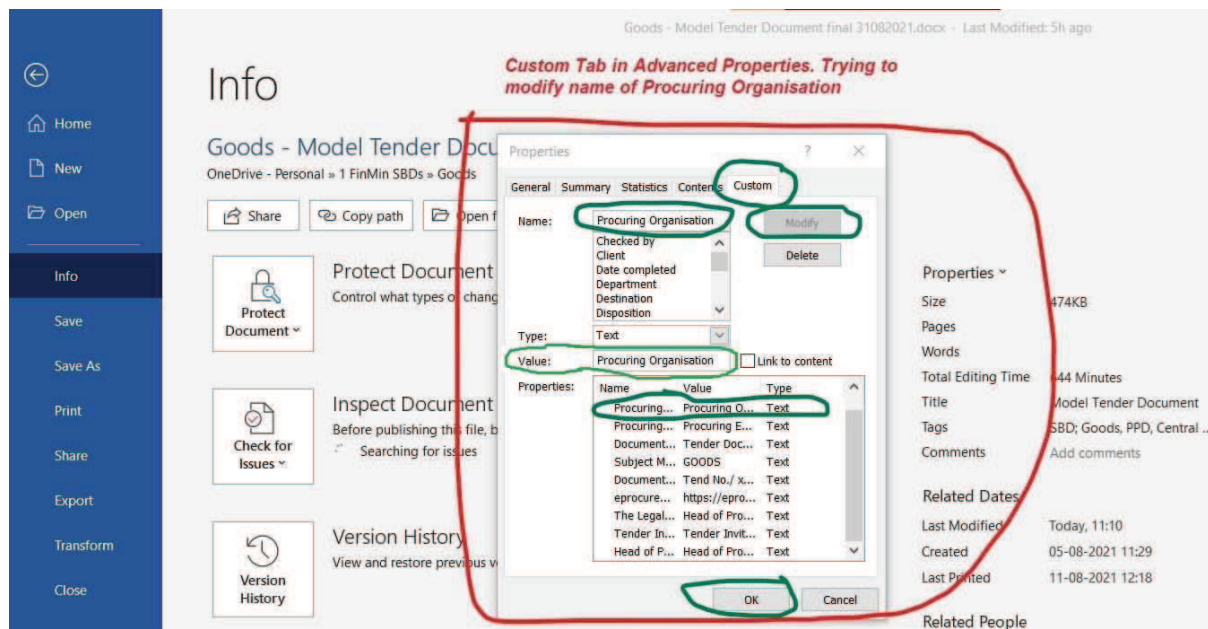 Goods - Model Tender Document final 31082021.docx - Last Modified: 5h ago
Custom Tab in Advanced Properties. Trying to
modify name of Procuring Organisation
Info
Home
New
Open
Info
Save
Save As
Print
Share
Export
Transform
Close
Goods - Model Tender Docu
OneDrive - Personal » 1 FinMin SBDs » Goods
Share
Copy path
Open f
Protect
Document
Protect Document
Control what types of chang
Check for
Issues
Inspect Document
Before publishing this file, b
Searching for issues
Version
History
Version History
View and restore previous v
Properties ? ×
General Summary Statistics Contents Custom
Name: Procuring Organisation Modify
Checked by
Client
Date completed
Department
Destination
Disposition
Delete
Type: Text
Value: Procuring Organisation Link to content
Properties: Name Value Type
Procuring... Procuring O... Text
Procuring... Procuring E... Text
Document... Tender Doc... Text
Subject M... GOODS Text
Document... Tend No./ x... Text
eprocure... https://epro... Text
The Legal... Head of Pro... Text
Tender In... Tender Invit... Text
Head of P... Head of Pro... Text
OK Cancel
Properties
Size 474KB
Pages
Words
Total Editing Time 644 Minutes
Title Model Tender Document
Tags SBD; Goods, PPD, Central ...
Comments Add comments
Related Dates
Last Modified Today, 11:10
Created 05-08-2021 11:29
Last Printed 11-08-2021 12:18
Related People